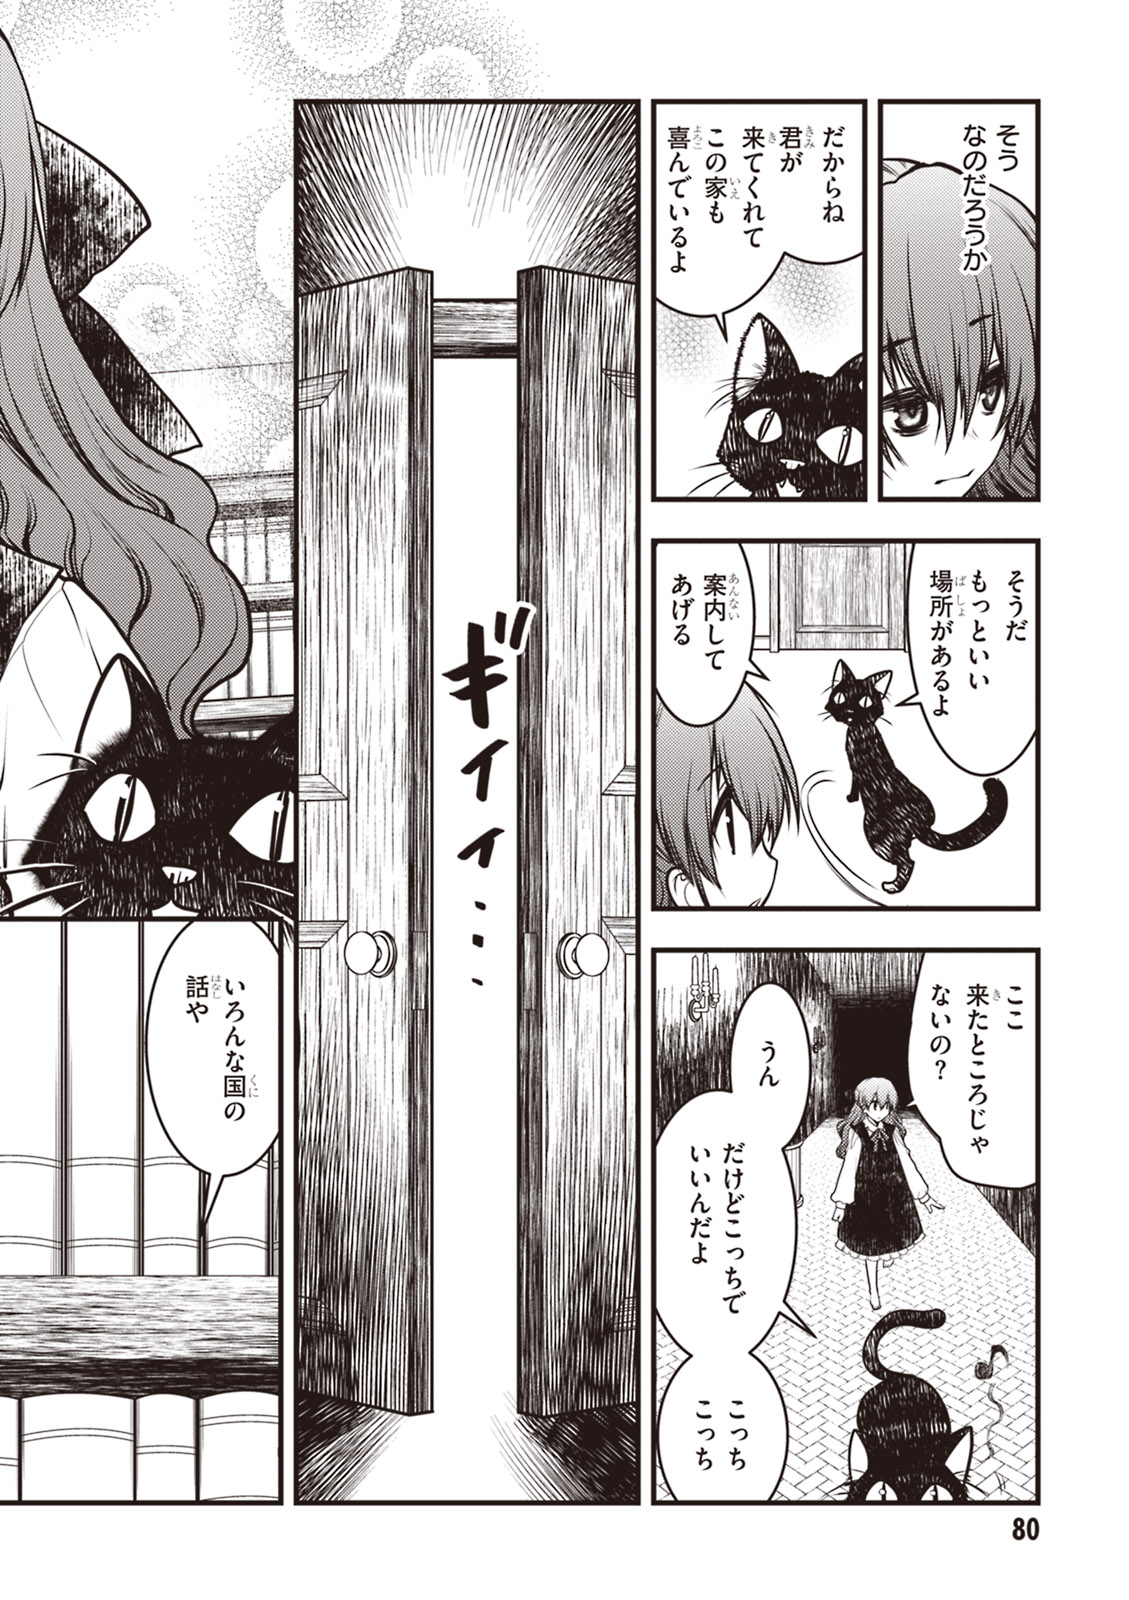 そう
なのだろうか
だからね
君が
来てくれて
この家も
喜んでいるよ
そうだ
もっといい
場所があるよ
案内して
あげる
ここ
来たところじゃ
ないの？
うん
だけどこっちで
いいんだよ
こっち
こっち
ギイイィ…
いろんな国の
話や
80